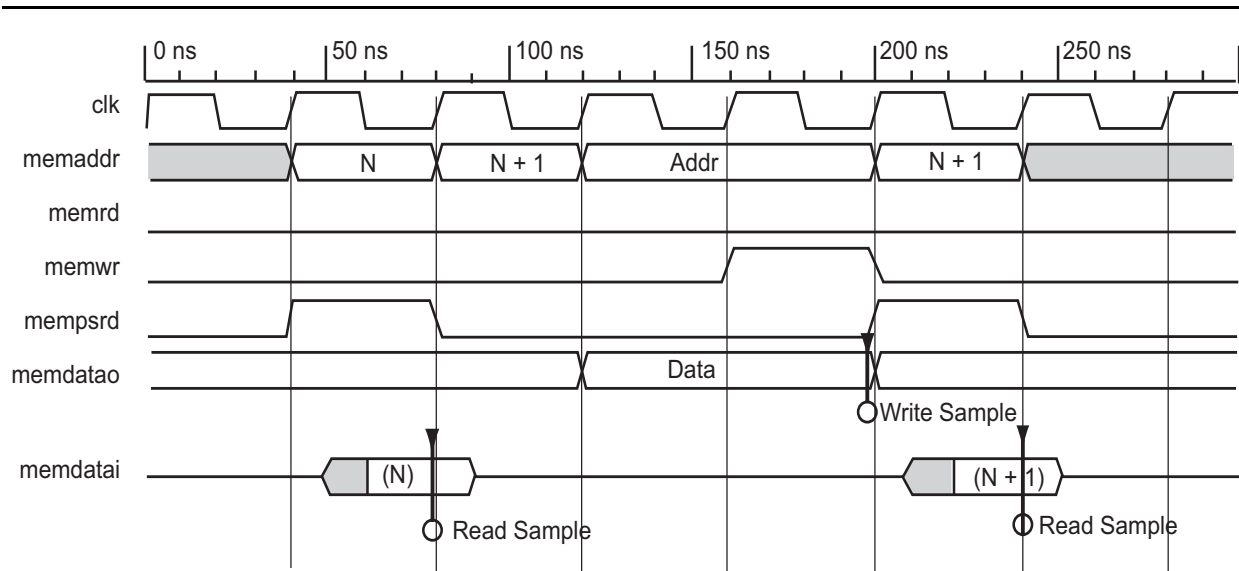 0 ns 50 ns 100 ns 150 ns 200 ns 250 ns
clk
memaddr N N + 1 Addr N + 1
memrd
memwr
mempsrd
memdatao Data
Write Sample
memdatai (N) (N + 1)
Read Sample Read Sample